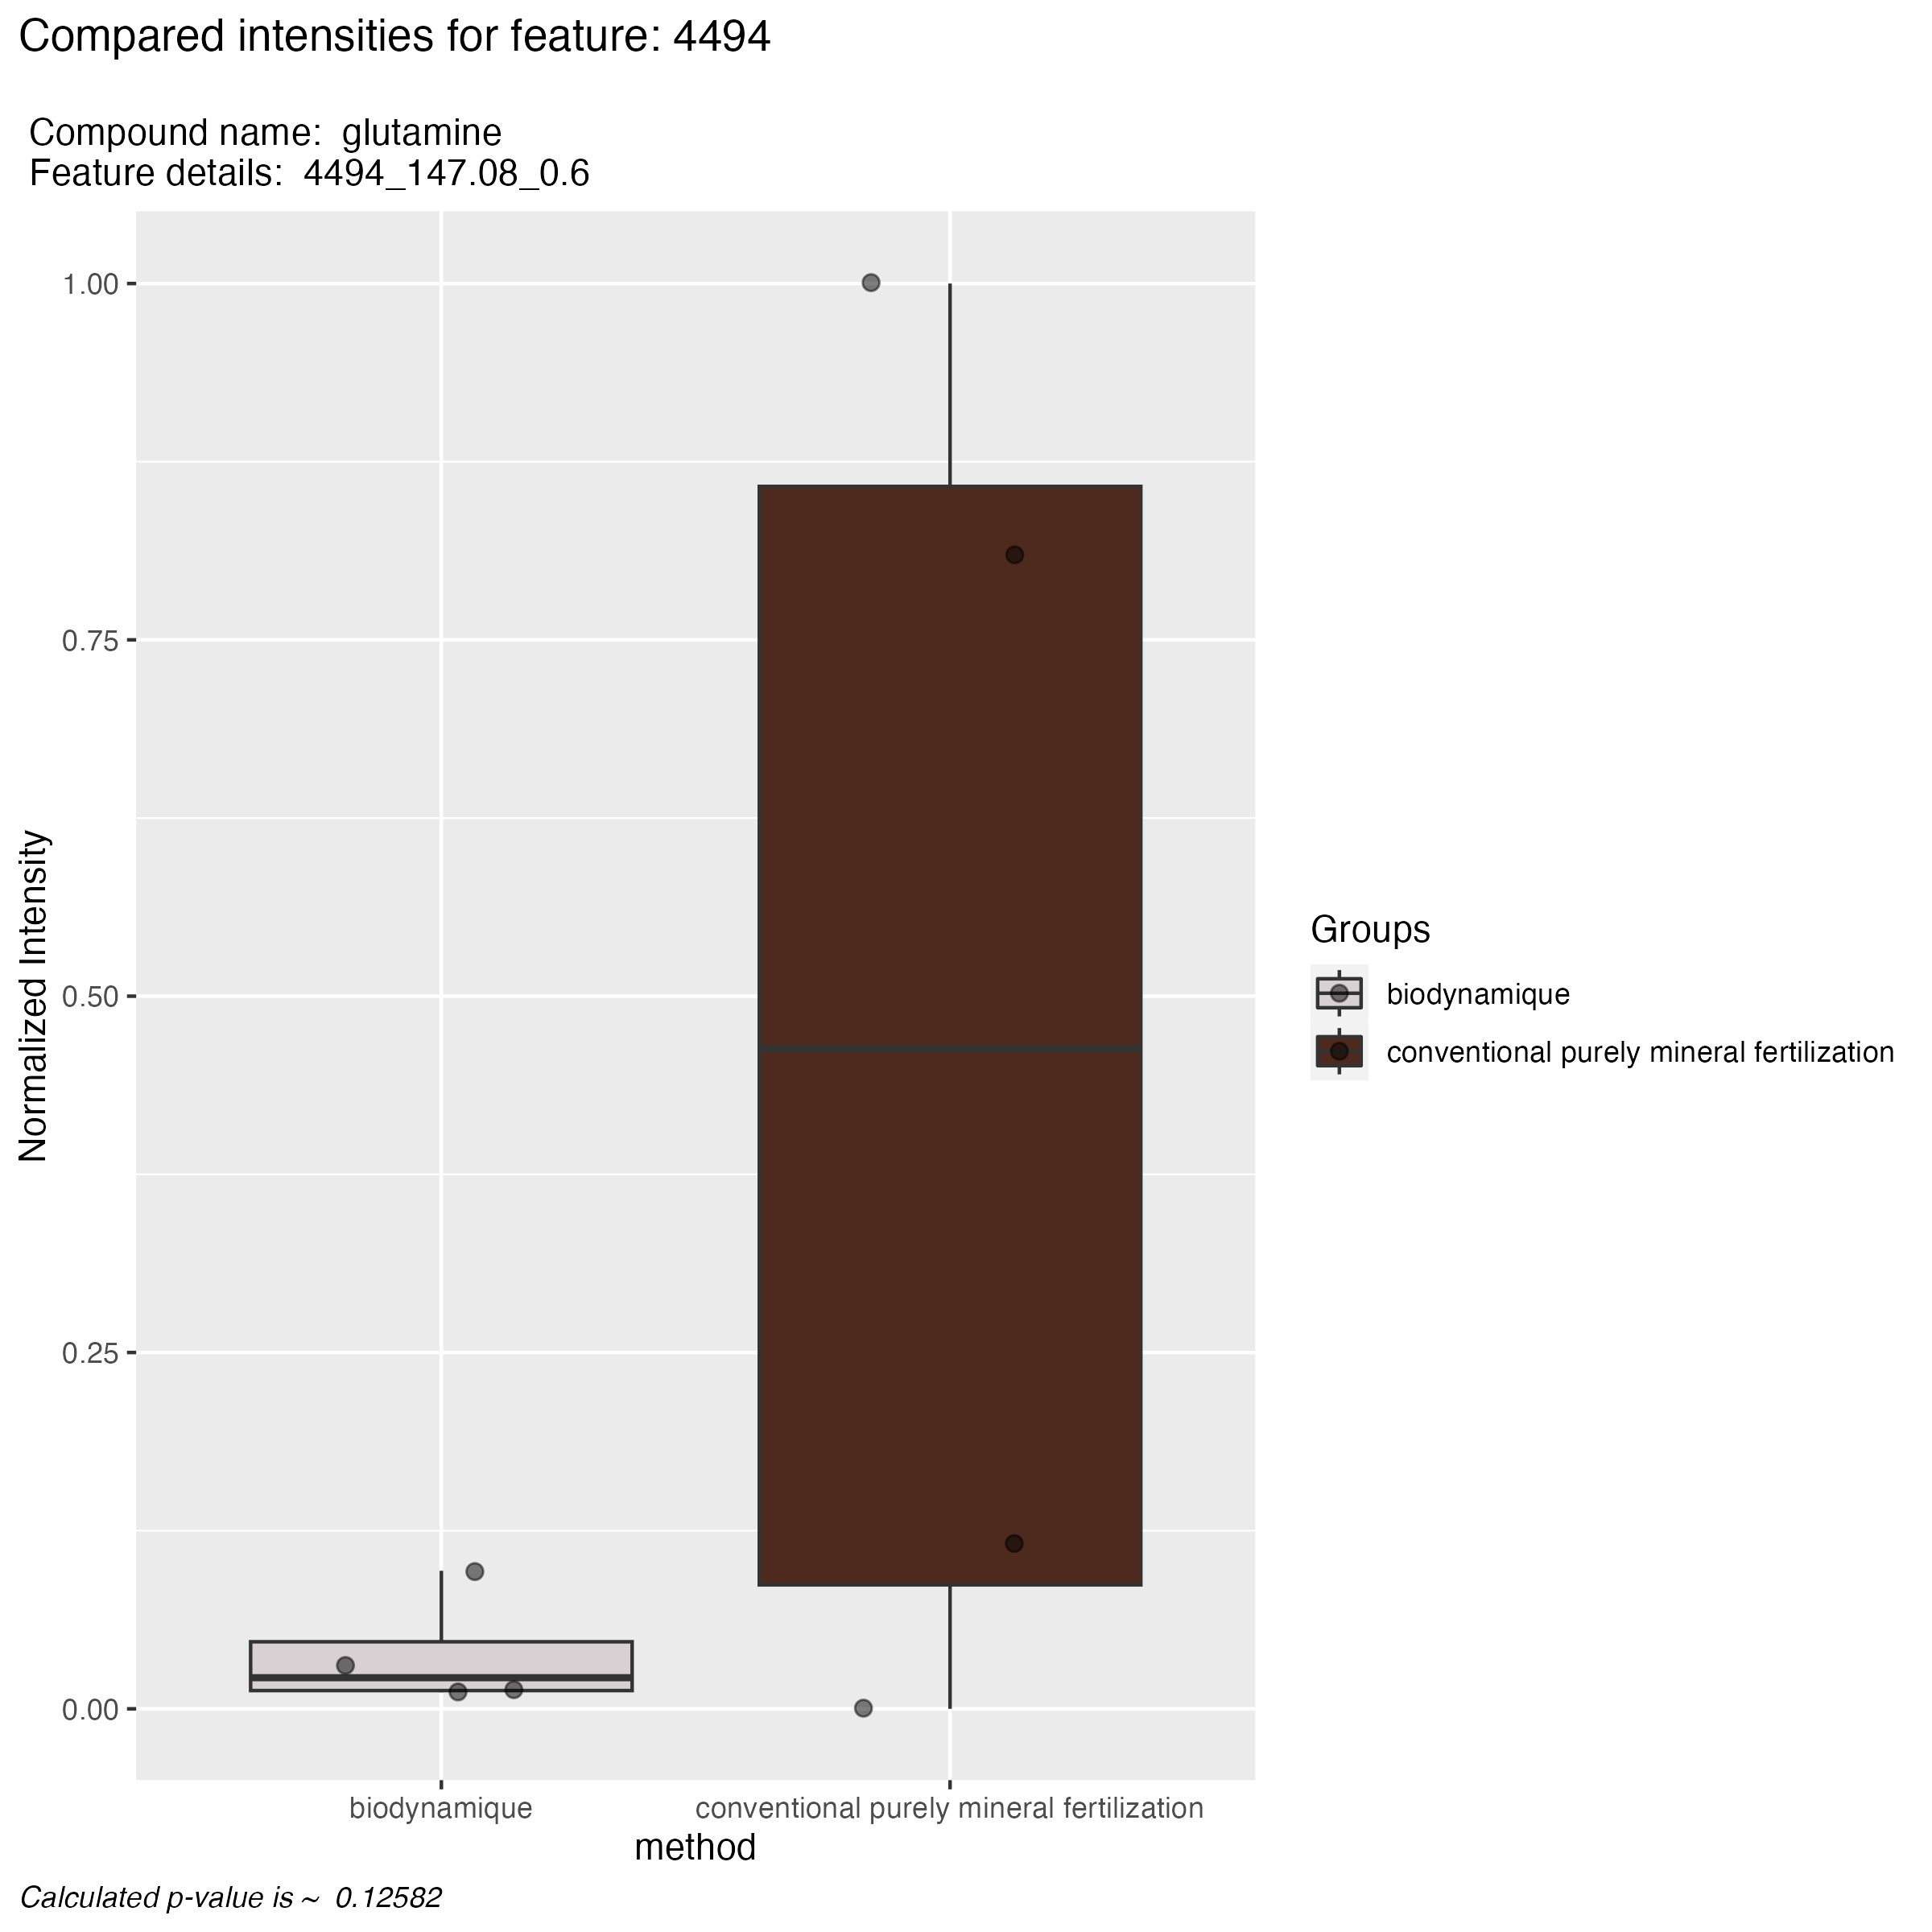 Compared intensities for feature: 4494
Compound name: glutamine
Feature details: 4494_147.08_0.6
1.00
0.75
0.50
0.25
0.00
Normalized Intensity
biodynamique
conventional purely mineral fertilization
method
Groups
biodynamique
conventional purely mineral fertilization
Calculated p-value is ~ 0.12582